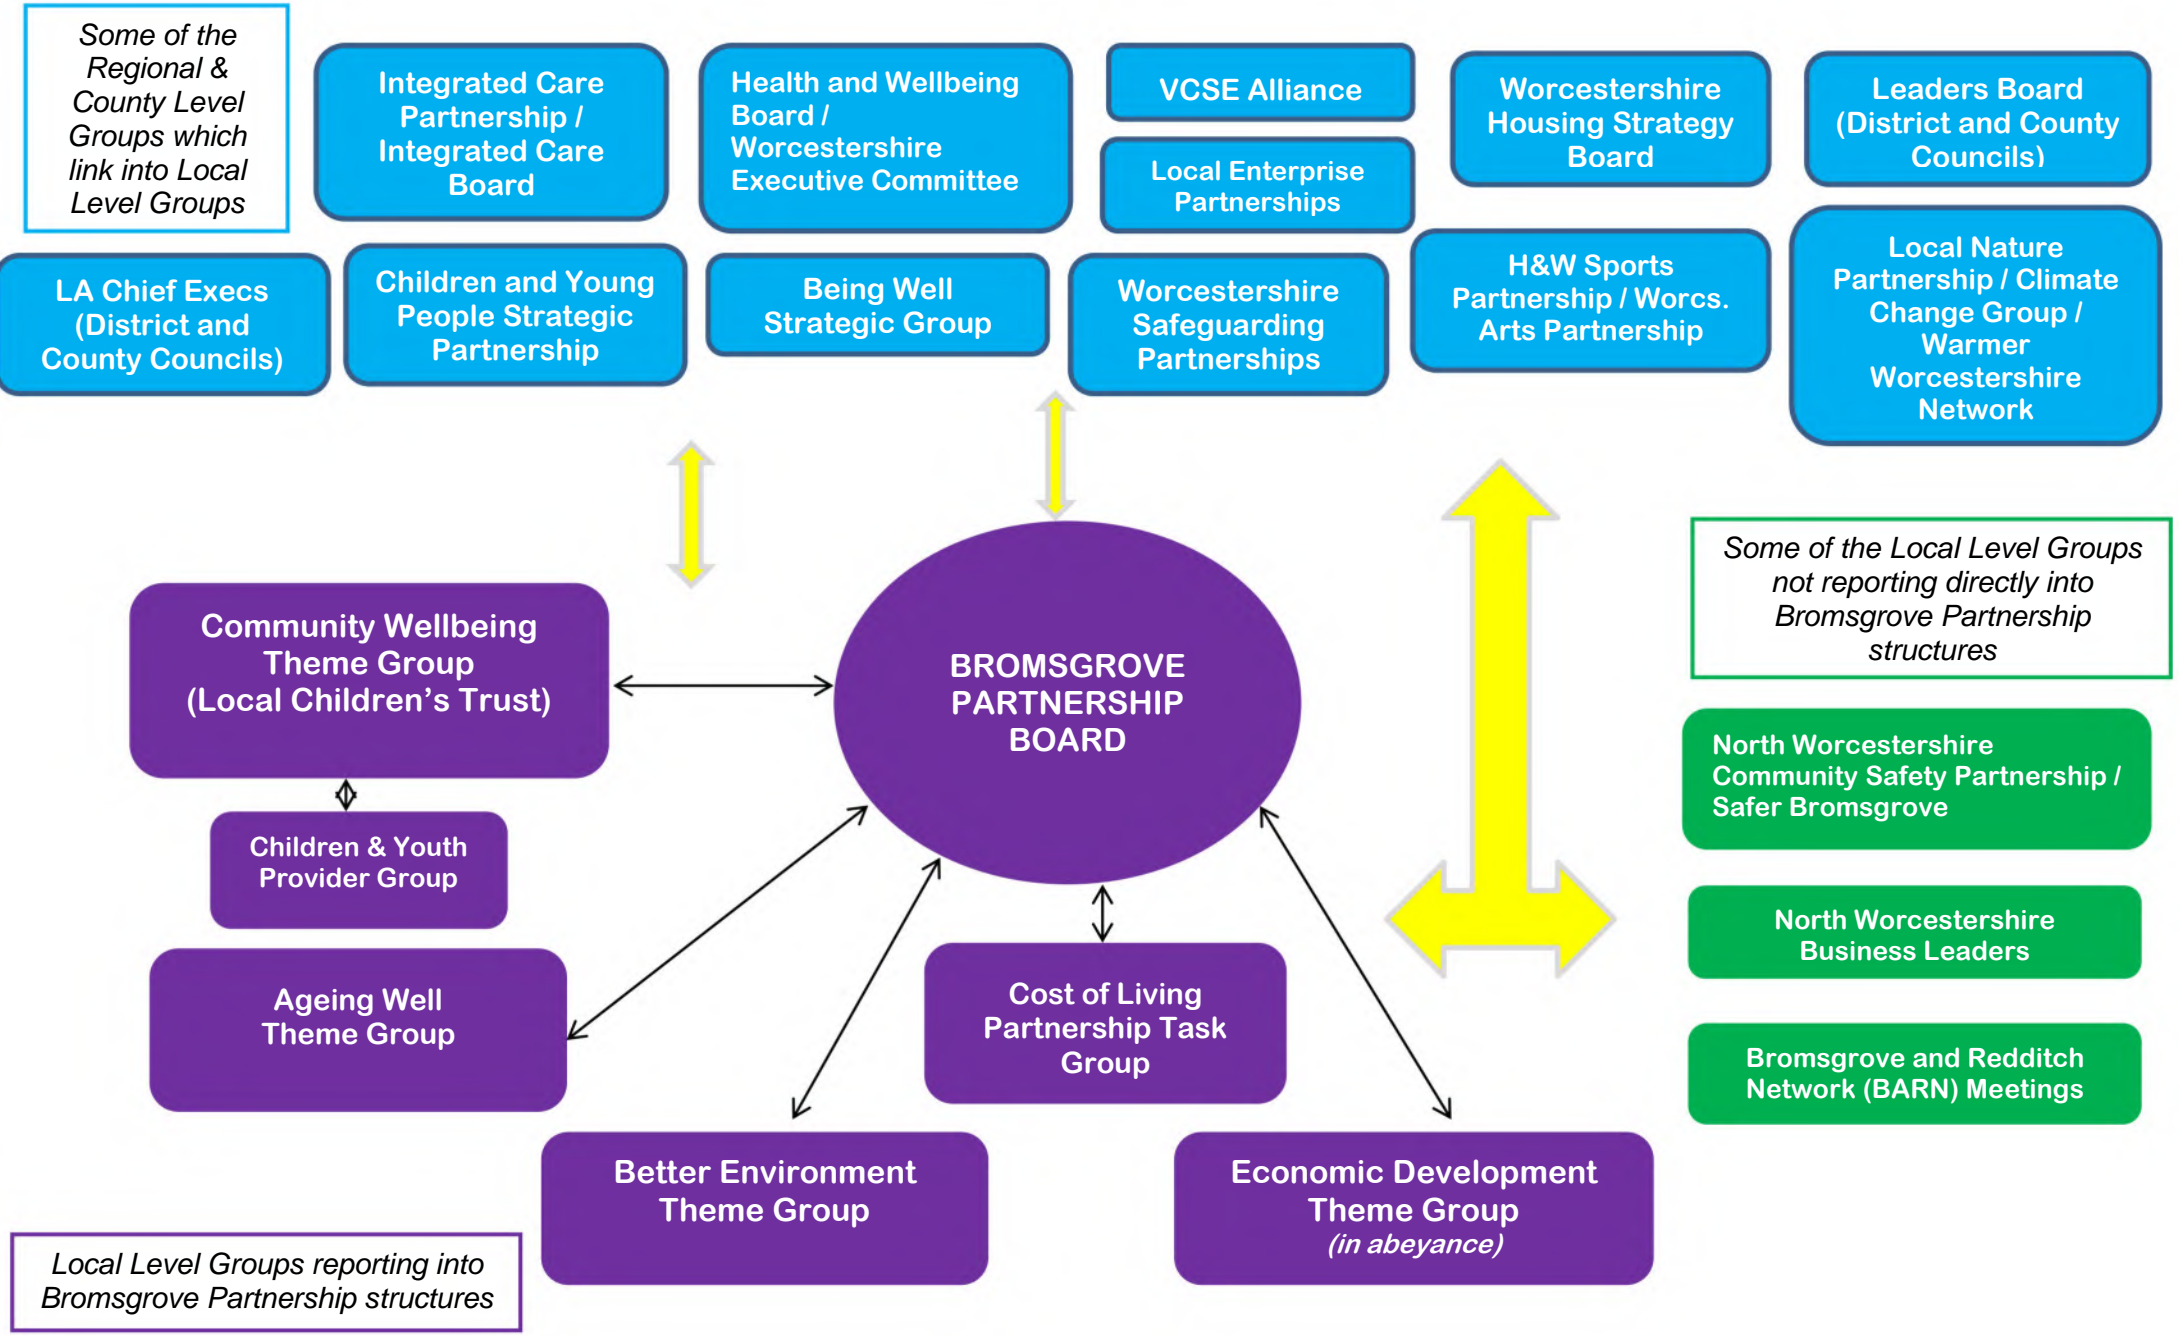 Some of the
Regional &
County Level
Groups which
link into Local
Level Groups
Integrated Care
Partnership /
Integrated Care
Board
Health and Wellbeing
Board /
Worcestershire
Executive Committee
VCSE Alliance
Local Enterprise
Partnerships
Worcestershire
Housing Strategy
Board
Leaders Board
(District and County
Councils)
LA Chief Execs
(District and
County Councils)
Children and Young
People Strategic
Partnership
Being Well
Strategic Group
Worcestershire
Safeguarding
Partnerships
H&W Sports
Partnership / Worcs.
Arts Partnership
Local Nature
Partnership / Climate
Change Group /
Warmer
Worcestershire
Network
Some of the Local Level Groups
not reporting directly into
Bromsgrove Partnership
structures
Community Wellbeing
Theme Group
(Local Children's Trust)
BROMSGROVE
PARTNERSHIP
BOARD
North Worcestershire
Community Safety Partnership /
Safer Bromsgrove
Children & Youth
Provider Group
North Worcestershire
Business Leaders
Ageing Well
Theme Group
Cost of Living
Partnership Task
Group
Bromsgrove and Redditch
Network (BARN) Meetings
Better Environment
Theme Group
Economic Development
Theme Group
(in abeyance)
Local Level Groups reporting into
Bromsgrove Partnership structures